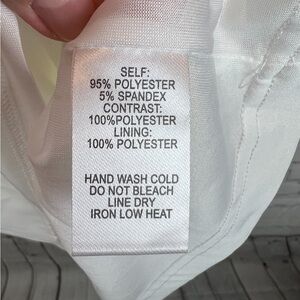 SELF:
95% POLYESTER
5% SPANDEX
CONTRAST:
100%POLYESTER
LINING:
100% POLYESTER
HAND WASH COLD
DO NOT BLEACH
LINE DRY
IRON LOW HEAT